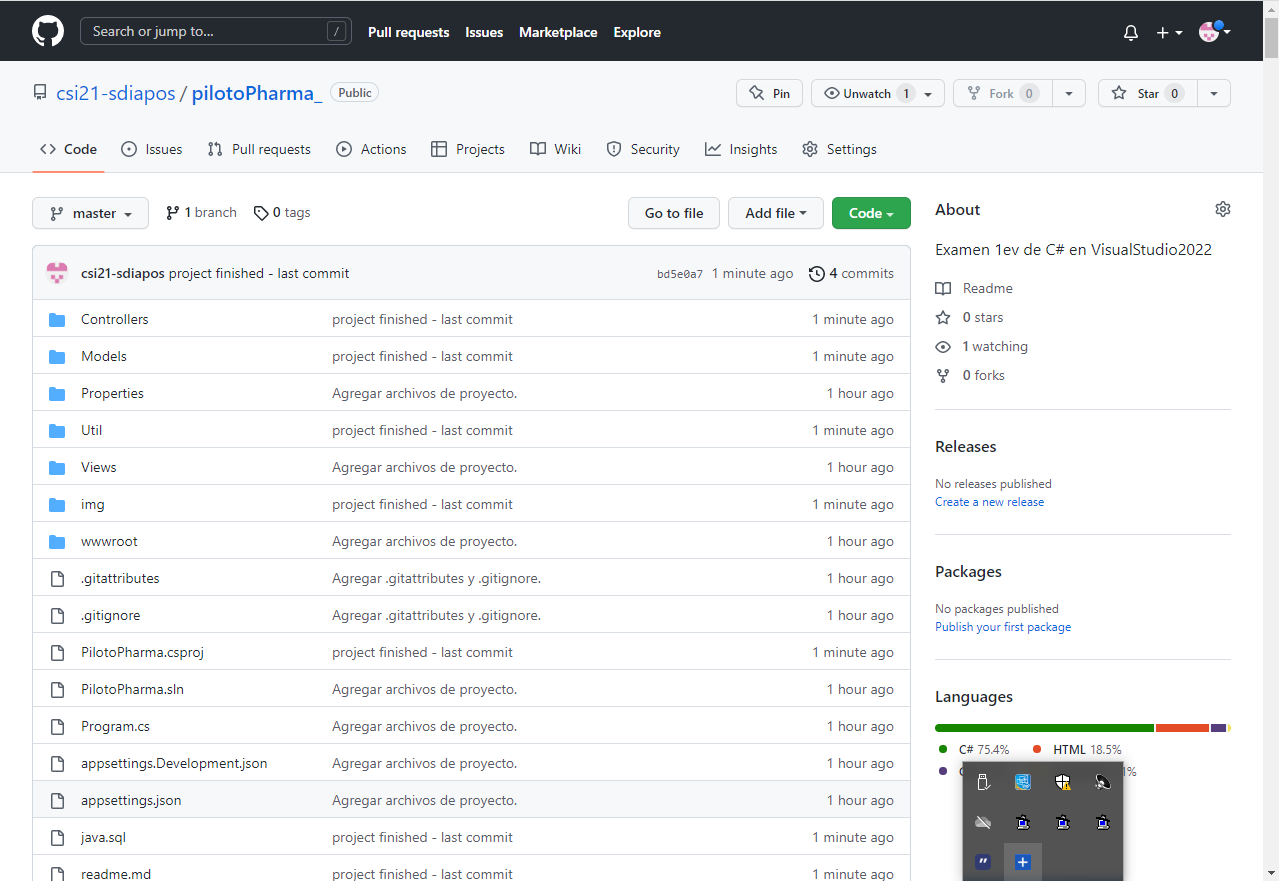 Search or jump to... /
Pull requests Issues Marketplace Explore
csi21-sdiapos / pilotoPharma_ Public
Pin Unwatch 1 Fork 0 Star 0
Code Issues Pull requests Actions Projects Wiki Security Insights Settings
master 1 branch 0 tags Go to file Add file Code
csi21-sdiapos project finished - last commit bd5e0a7 1 minute ago 4 commits
Controllers project finished - last commit 1 minute ago
Models project finished - last commit 1 minute ago
Properties Agregar archivos de proyecto. 1 hour ago
Util project finished - last commit 1 minute ago
Views Agregar archivos de proyecto. 1 hour ago
img project finished - last commit 1 minute ago
wwwroot Agregar archivos de proyecto. 1 hour ago
.gitattributes Agregar .gitattributes y .gitignore. 1 hour ago
.gitignore Agregar .gitattributes y .gitignore. 1 hour ago
PilotoPharma.csproj project finished - last commit 1 minute ago
PilotoPharma.sln Agregar archivos de proyecto. 1 hour ago
Program.cs Agregar archivos de proyecto. 1 hour ago
appsettings.Development.json Agregar archivos de proyecto. 1 hour ago
appsettings.json Agregar archivos de proyecto. 1 hour ago
java.sql project finished - last commit 1 minute ago
readme.md project finished - last commit 1 minute ago
About
Examen 1ev de C# en VisualStudio2022
Readme
0 stars
1 watching
0 forks
Releases
No releases published
Create a new release
Packages
No packages published
Publish your first package
Languages
C# 75.4% HTML 18.5%